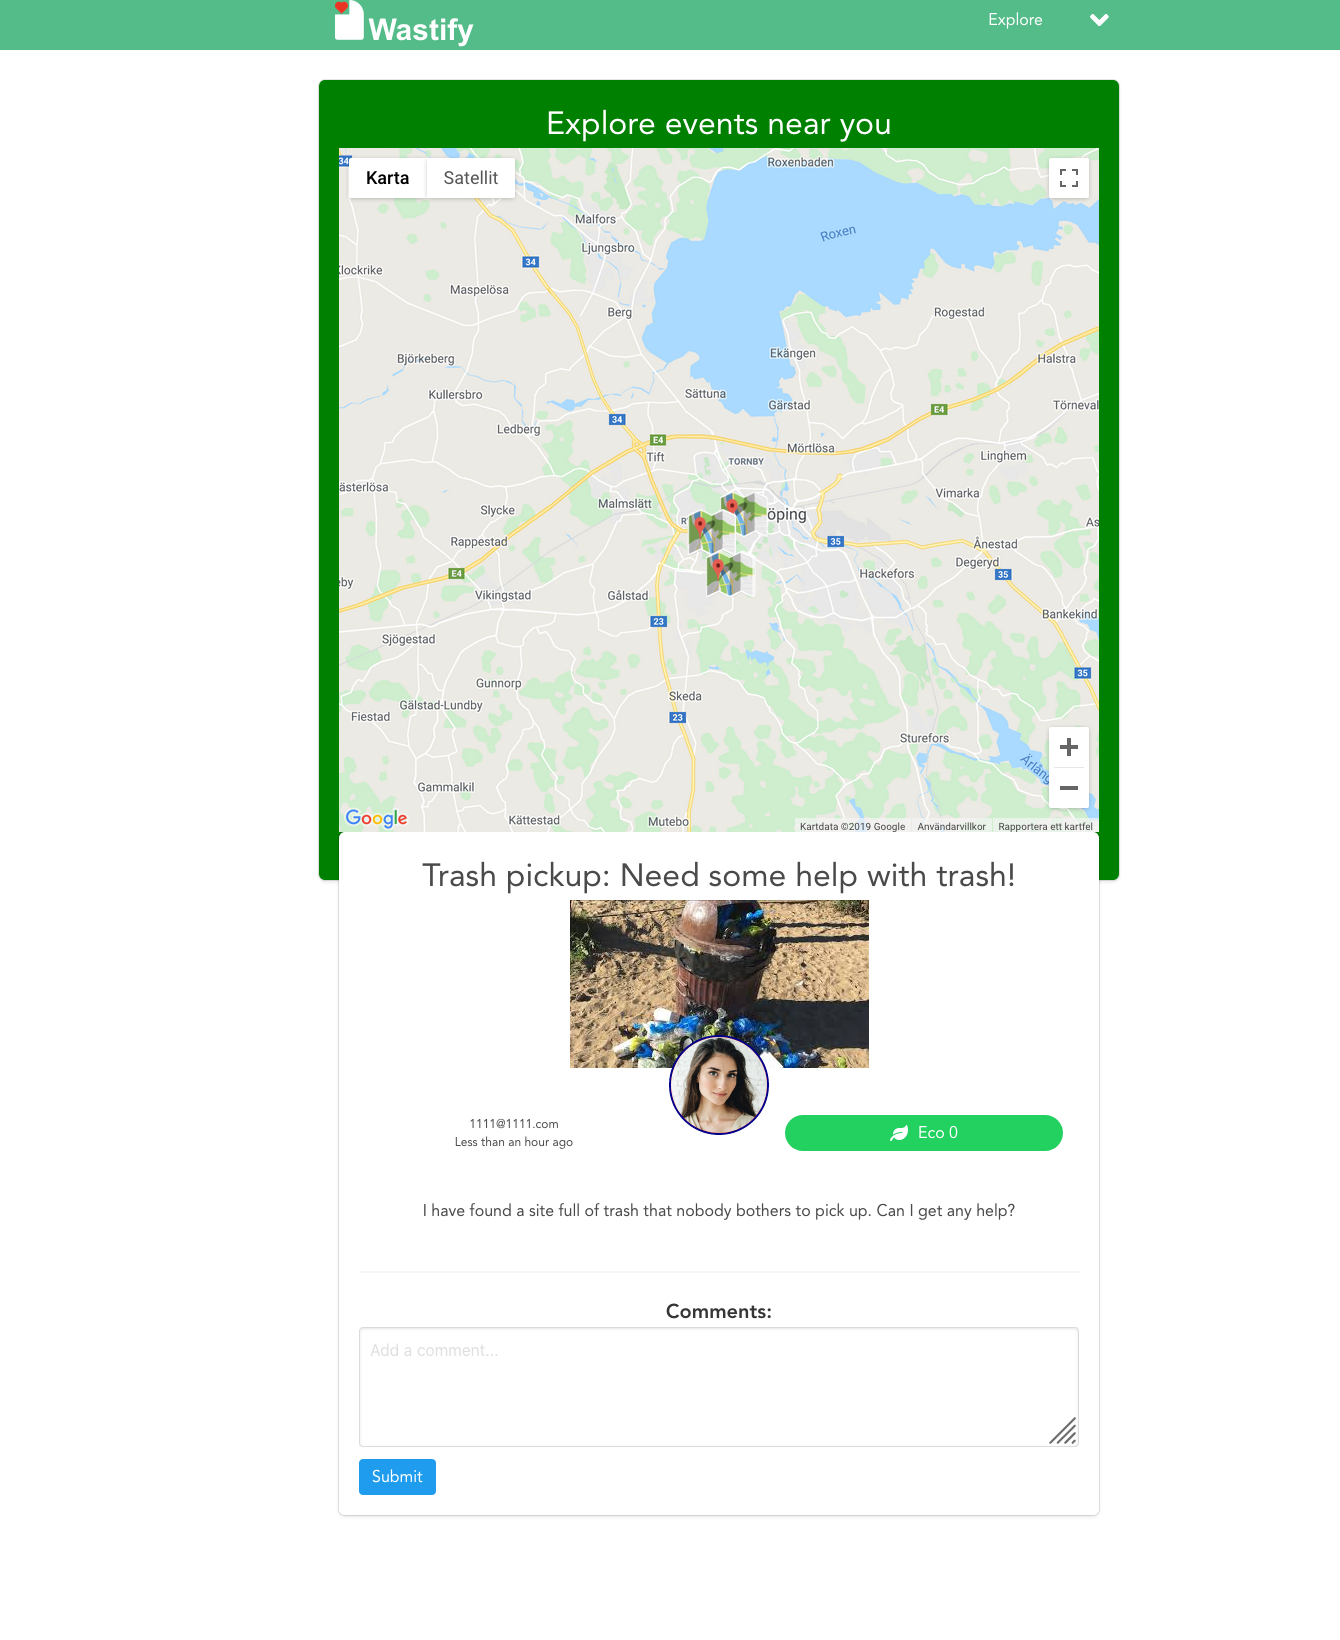 Wastify
Explore
Explore events near you
Karta
Satellit
34
Roxenbaden
Malfors
Roxen
Ljungsbro
34
Klockrike
Maspelösa
Berg
Rogestad
Björkeberg
Ekängen
Halstra
Kullersbro
Sättuna
Gärstad
Törneval
E4
34
Ledberg
E4
Mörtlösa
Tift
TORNBY
Linghem
ästerlösa
Vimarka
Malmslätt
Slycke
öping
As
35
Rappestad
Ånestad
Degeryd
E4
Hackefors
35
eby
Vikingstad
Gålstad
Bankekind
23
Sjögestad
35
Gunnorp
Skeda
Gälstad-Lundby
Fiestad
23
Sturefors
Ärlång
Gammalkil
Google
Kättestad
Mutebo
Kartdata ©2019 Google
Användarvillkor
Rapportera ett kartfel
Trash pickup: Need some help with trash!
1111@1111.com
Less than an hour ago
Eco 0
I have found a site full of trash that nobody bothers to pick up. Can I get any help?
Comments:
Add a comment...
Submit